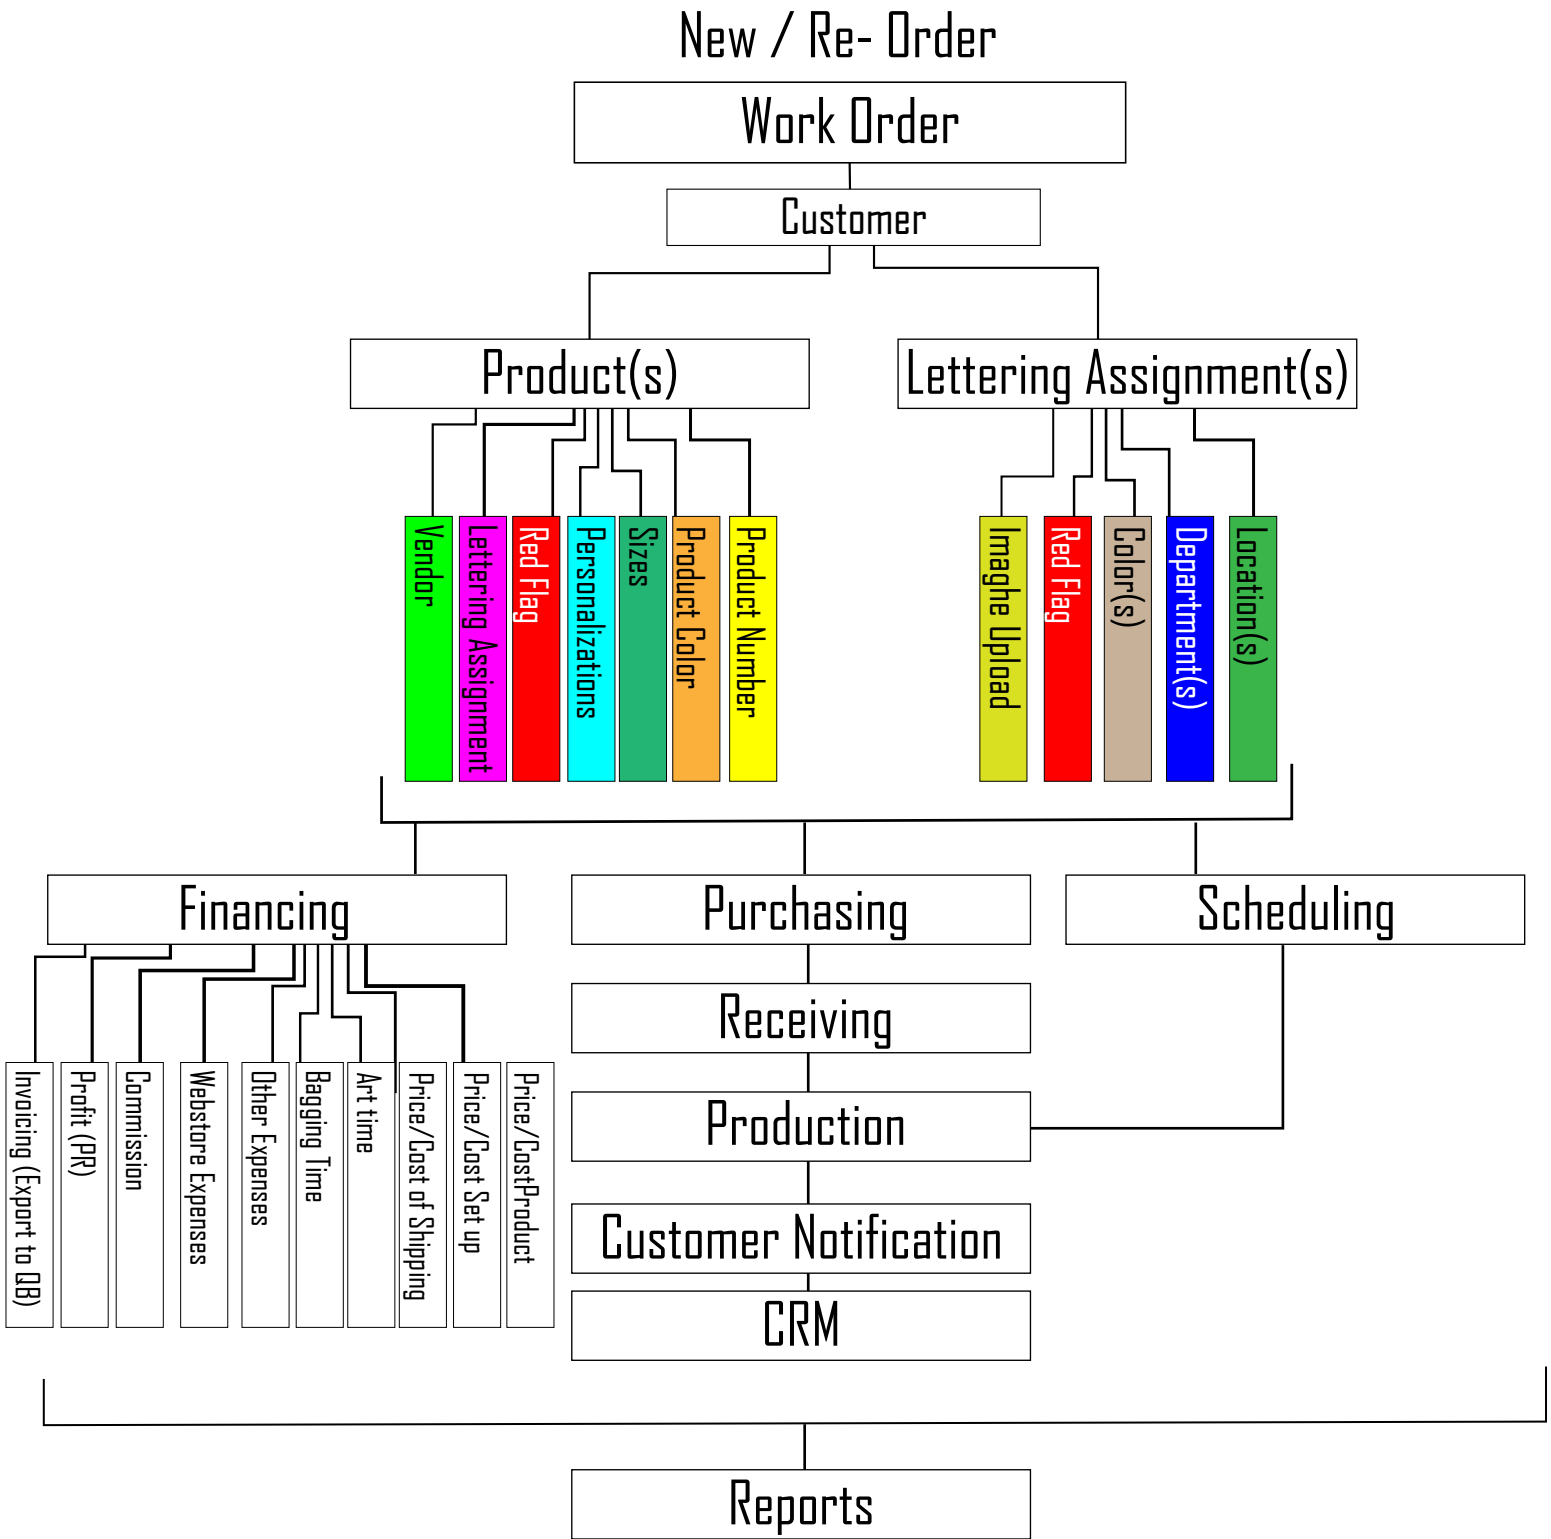 New / Re- Order
Work Order
Customer
Product(s)
Lettering Assignment(s)
Vendor
Lettering Assignment
Red Flag
Personalizations
Sizes
Product Color
Product Number
Imaghe Upload
Red Flag
Color(s)
Department(s)
Location(s)
Financing
Purchasing
Scheduling
Receiving
Production
Customer Notification
CRM
Invoicing (Export to QB)
Profit (PR)
Commission
Webstore Expenses
Other Expenses
Bagging Time
Art time
Price/Cost of Shipping
Price/Cost Set up
Price/CostProduct
Reports